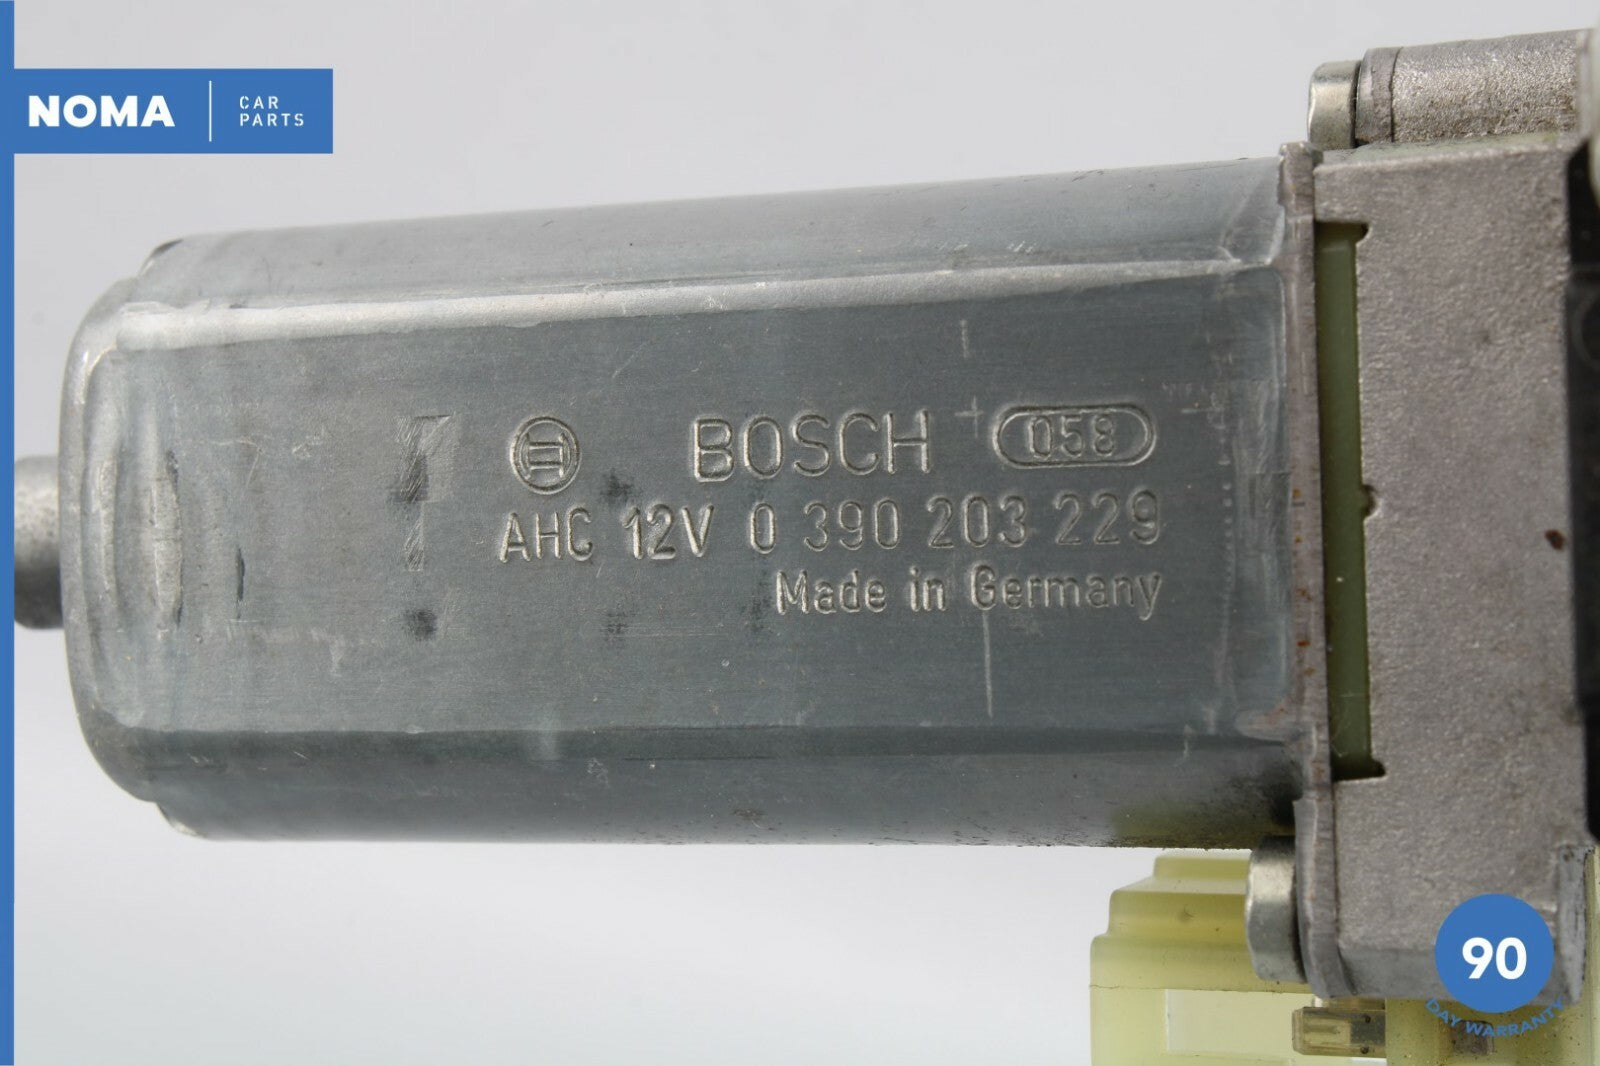 NOMA
CAR
PARTS
BOSCH 058
AHC 12V 0 390 203 229
Made in Germany
90
DAY WARRANTY